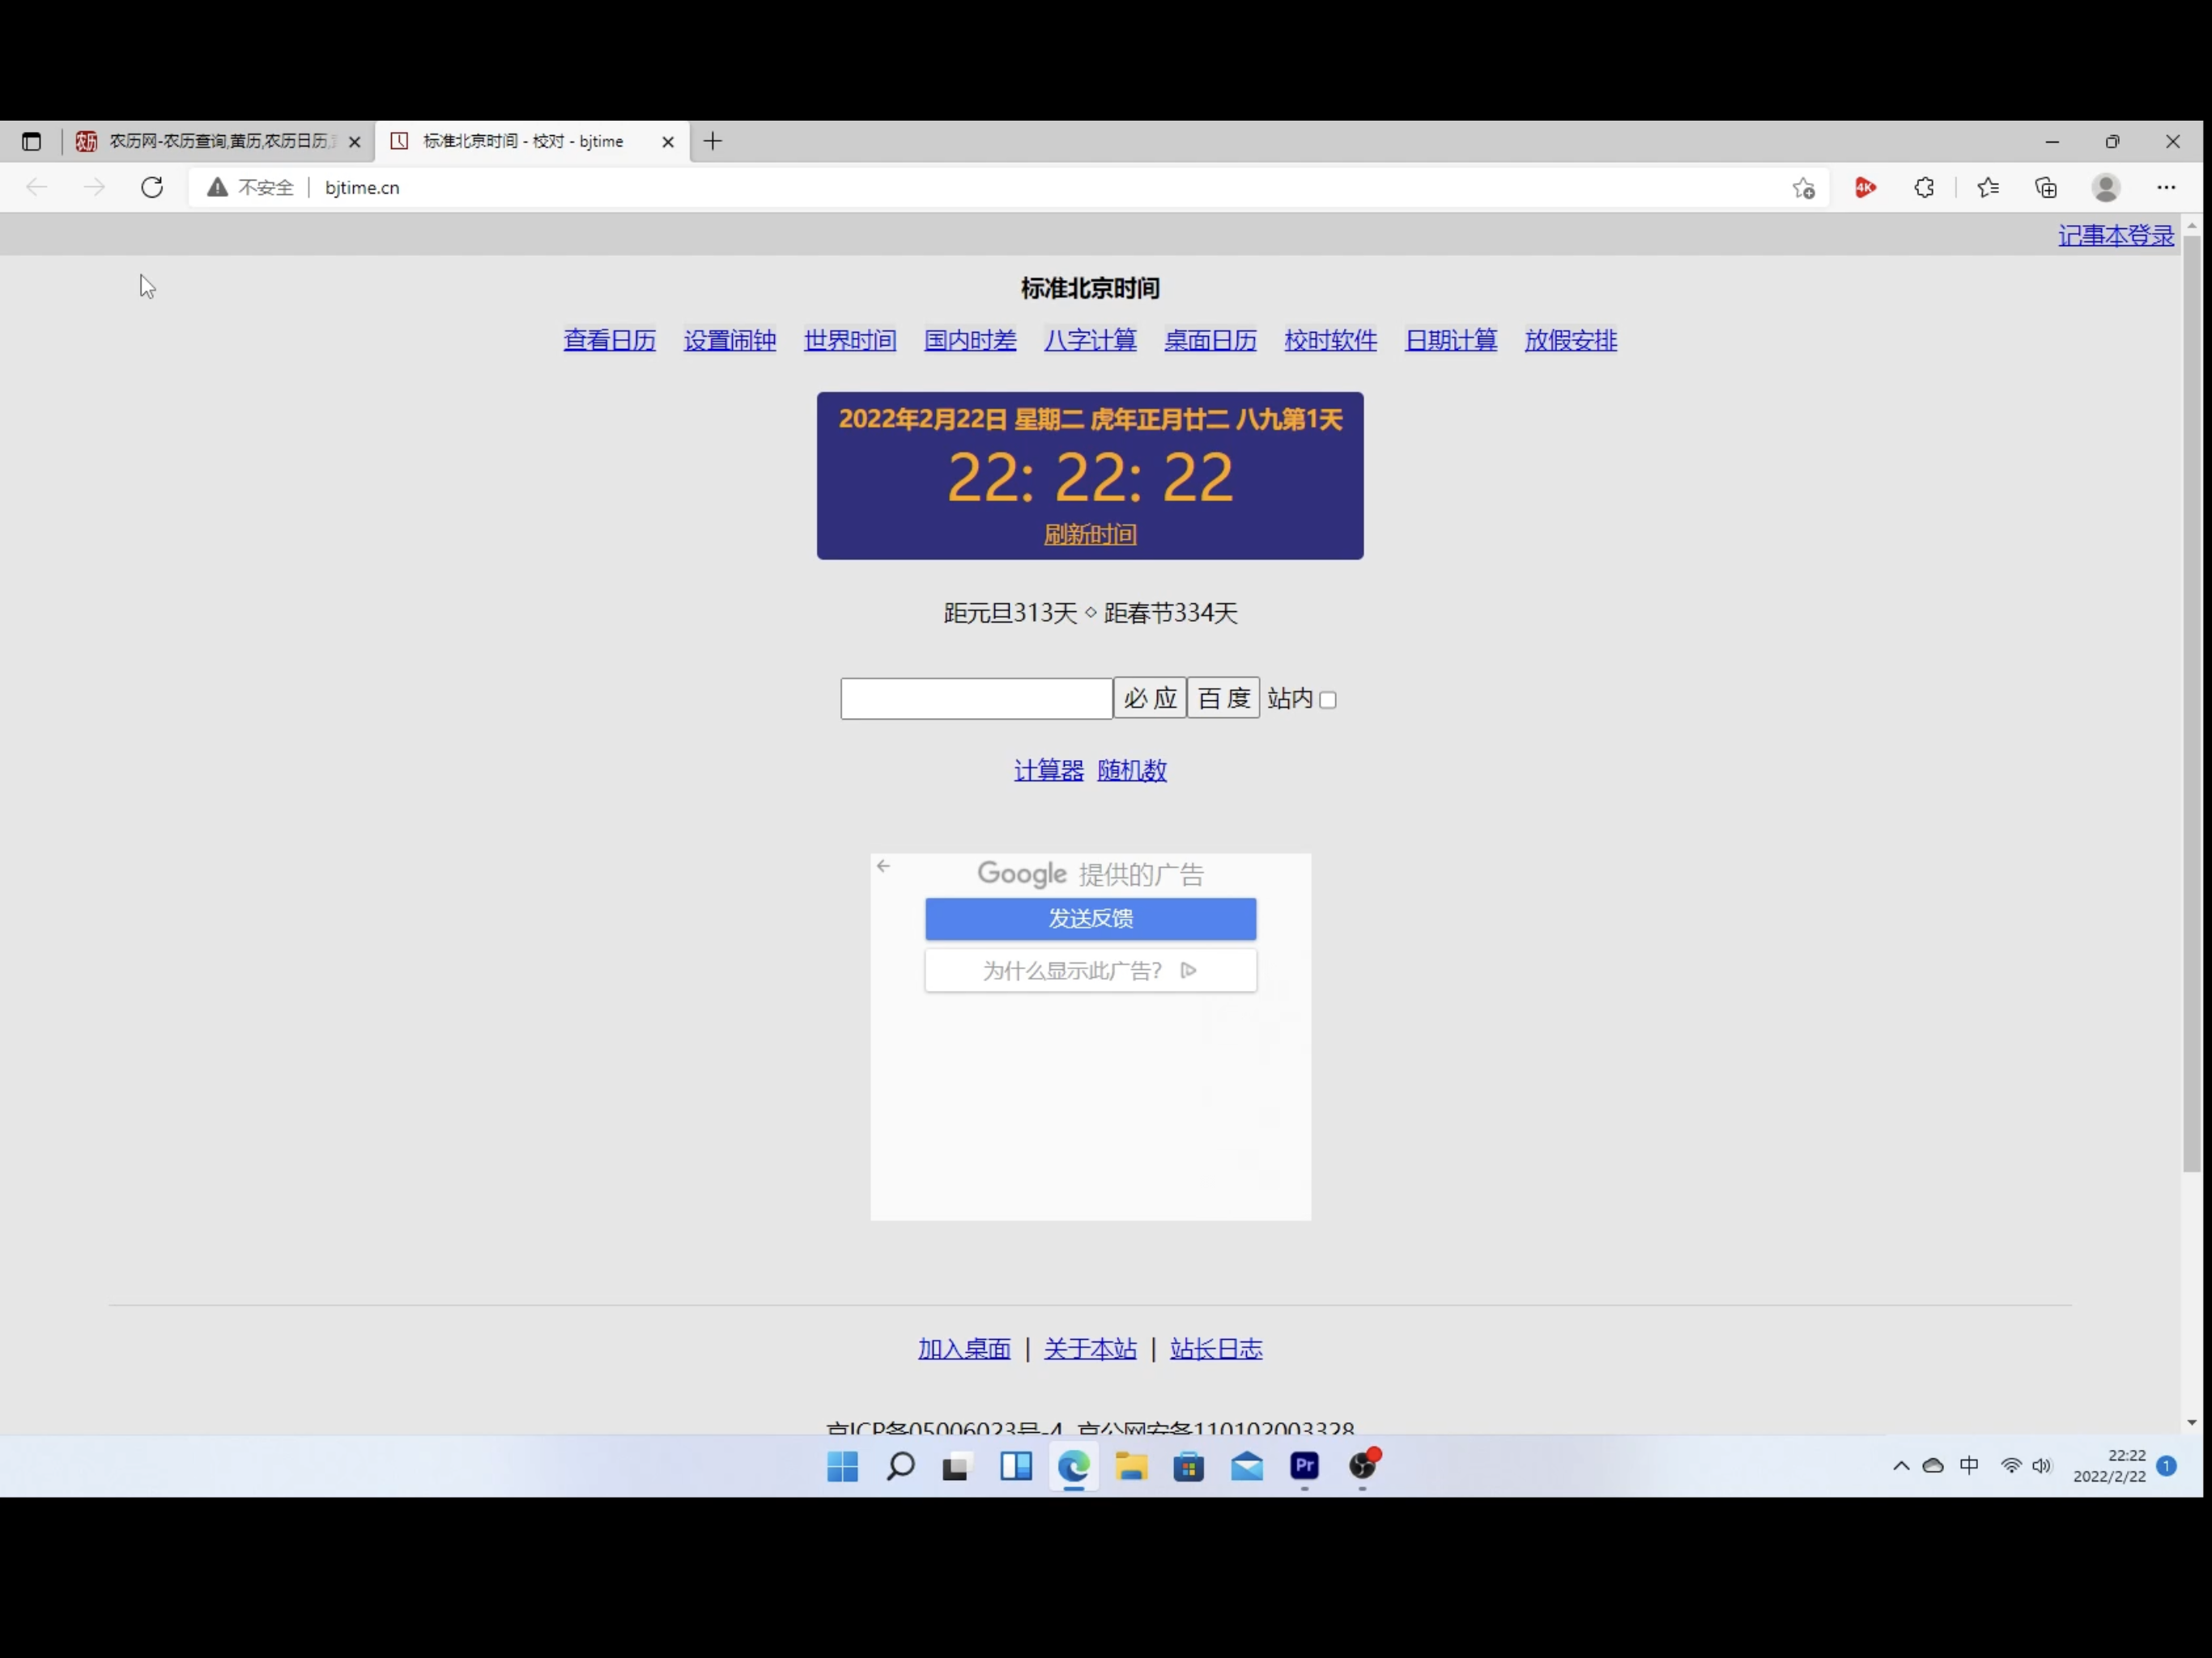 农历网-农历查询,黄历,农历日历,
标准北京时间 - 校对 - bjtime
不安全 | bjtime.cn
4K
记事本登录
标准北京时间
查看日历 设置闹钟 世界时间 国内时差 八字计算 桌面日历 校时软件 日期计算 放假安排
2022年2月22日 星期二 虎年正月廿二 八九第1天
22: 22: 22
刷新时间
距元旦313天 ◇ 距春节334天
必 应 百 度 站内
计算器 随机数
Google 提供的广告
发送反馈
为什么显示此广告?
加入桌面 | 关于本站 | 站长日志
京ICP备05006023号-4 京公网安备110102003328
Pr
中
22:22
2022/2/22
1